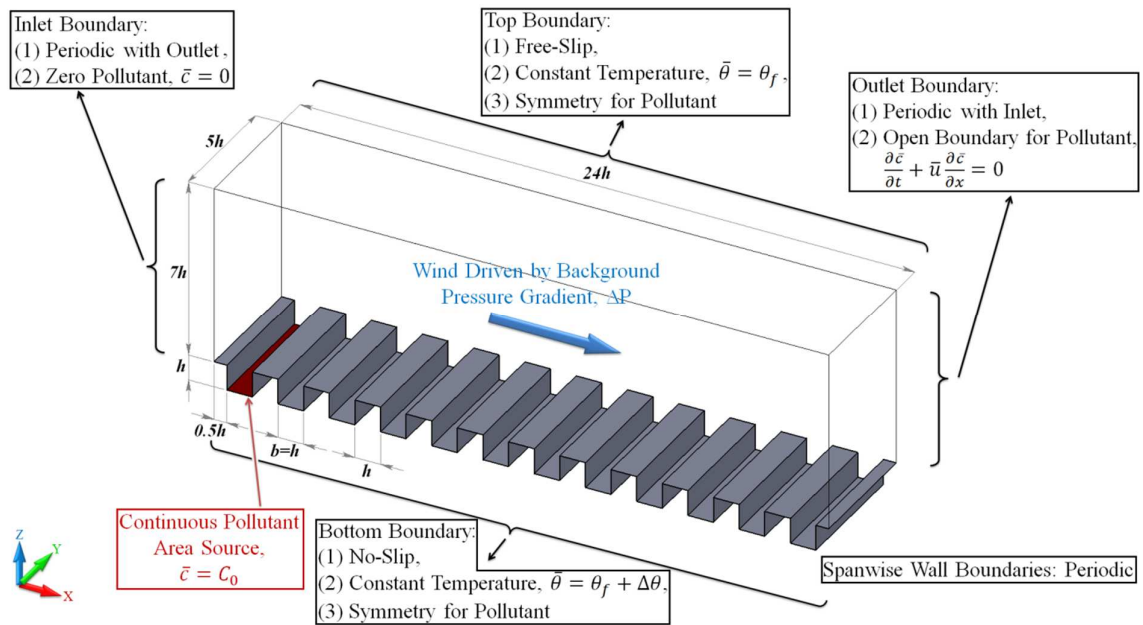 Inlet Boundary:
(1) Periodic with Outlet,
(2) Zero Pollutant, c̄ = 0
Top Boundary:
(1) Free-Slip,
(2) Constant Temperature, θ̄ = θ_f,
(3) Symmetry for Pollutant
Outlet Boundary:
(1) Periodic with Inlet,
(2) Open Boundary for Pollutant,
∂c̄/∂t + ū ∂c̄/∂x = 0
5h
24h
7h
Wind Driven by Background
Pressure Gradient, ΔP
h
0.5h
b=h
h
Continuous Pollutant
Area Source,
c̄ = C₀
Bottom Boundary:
(1) No-Slip,
(2) Constant Temperature, θ̄ = θ_f + Δθ,
(3) Symmetry for Pollutant
Spanwise Wall Boundaries: Periodic
Z
Y
X